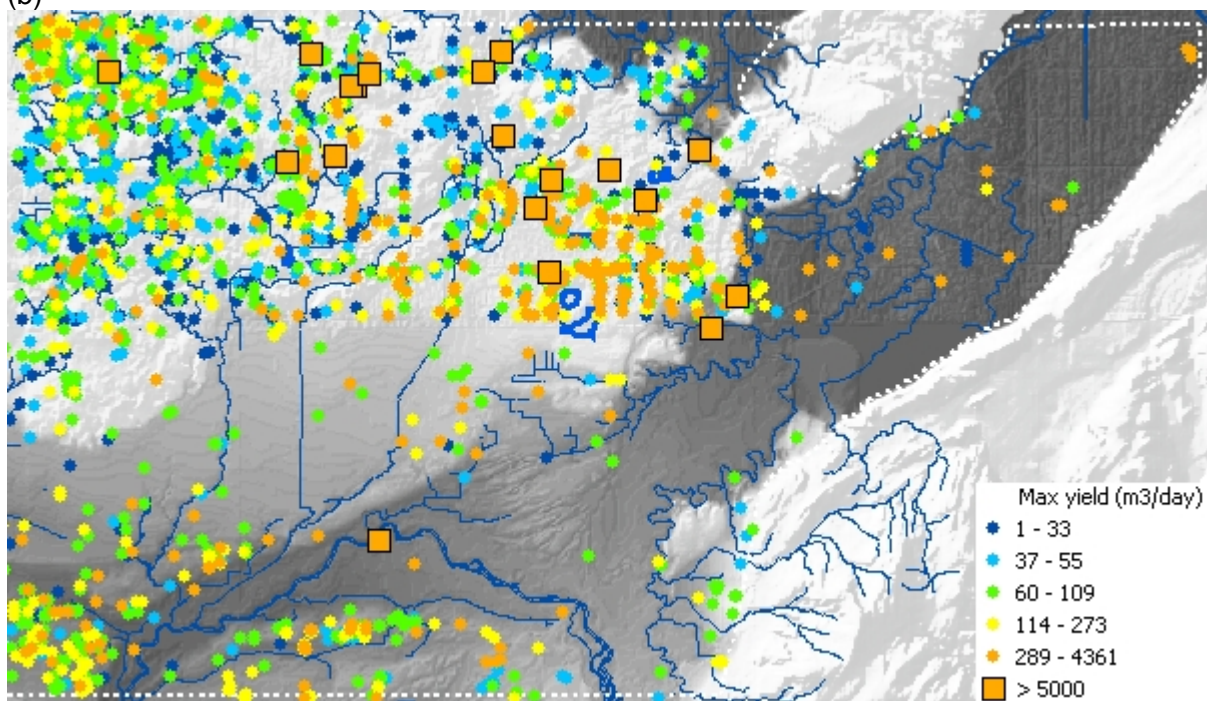 (b)
Max yield (m3/day)
1 - 33
37 - 55
60 - 109
114 - 273
289 - 4361
> 5000